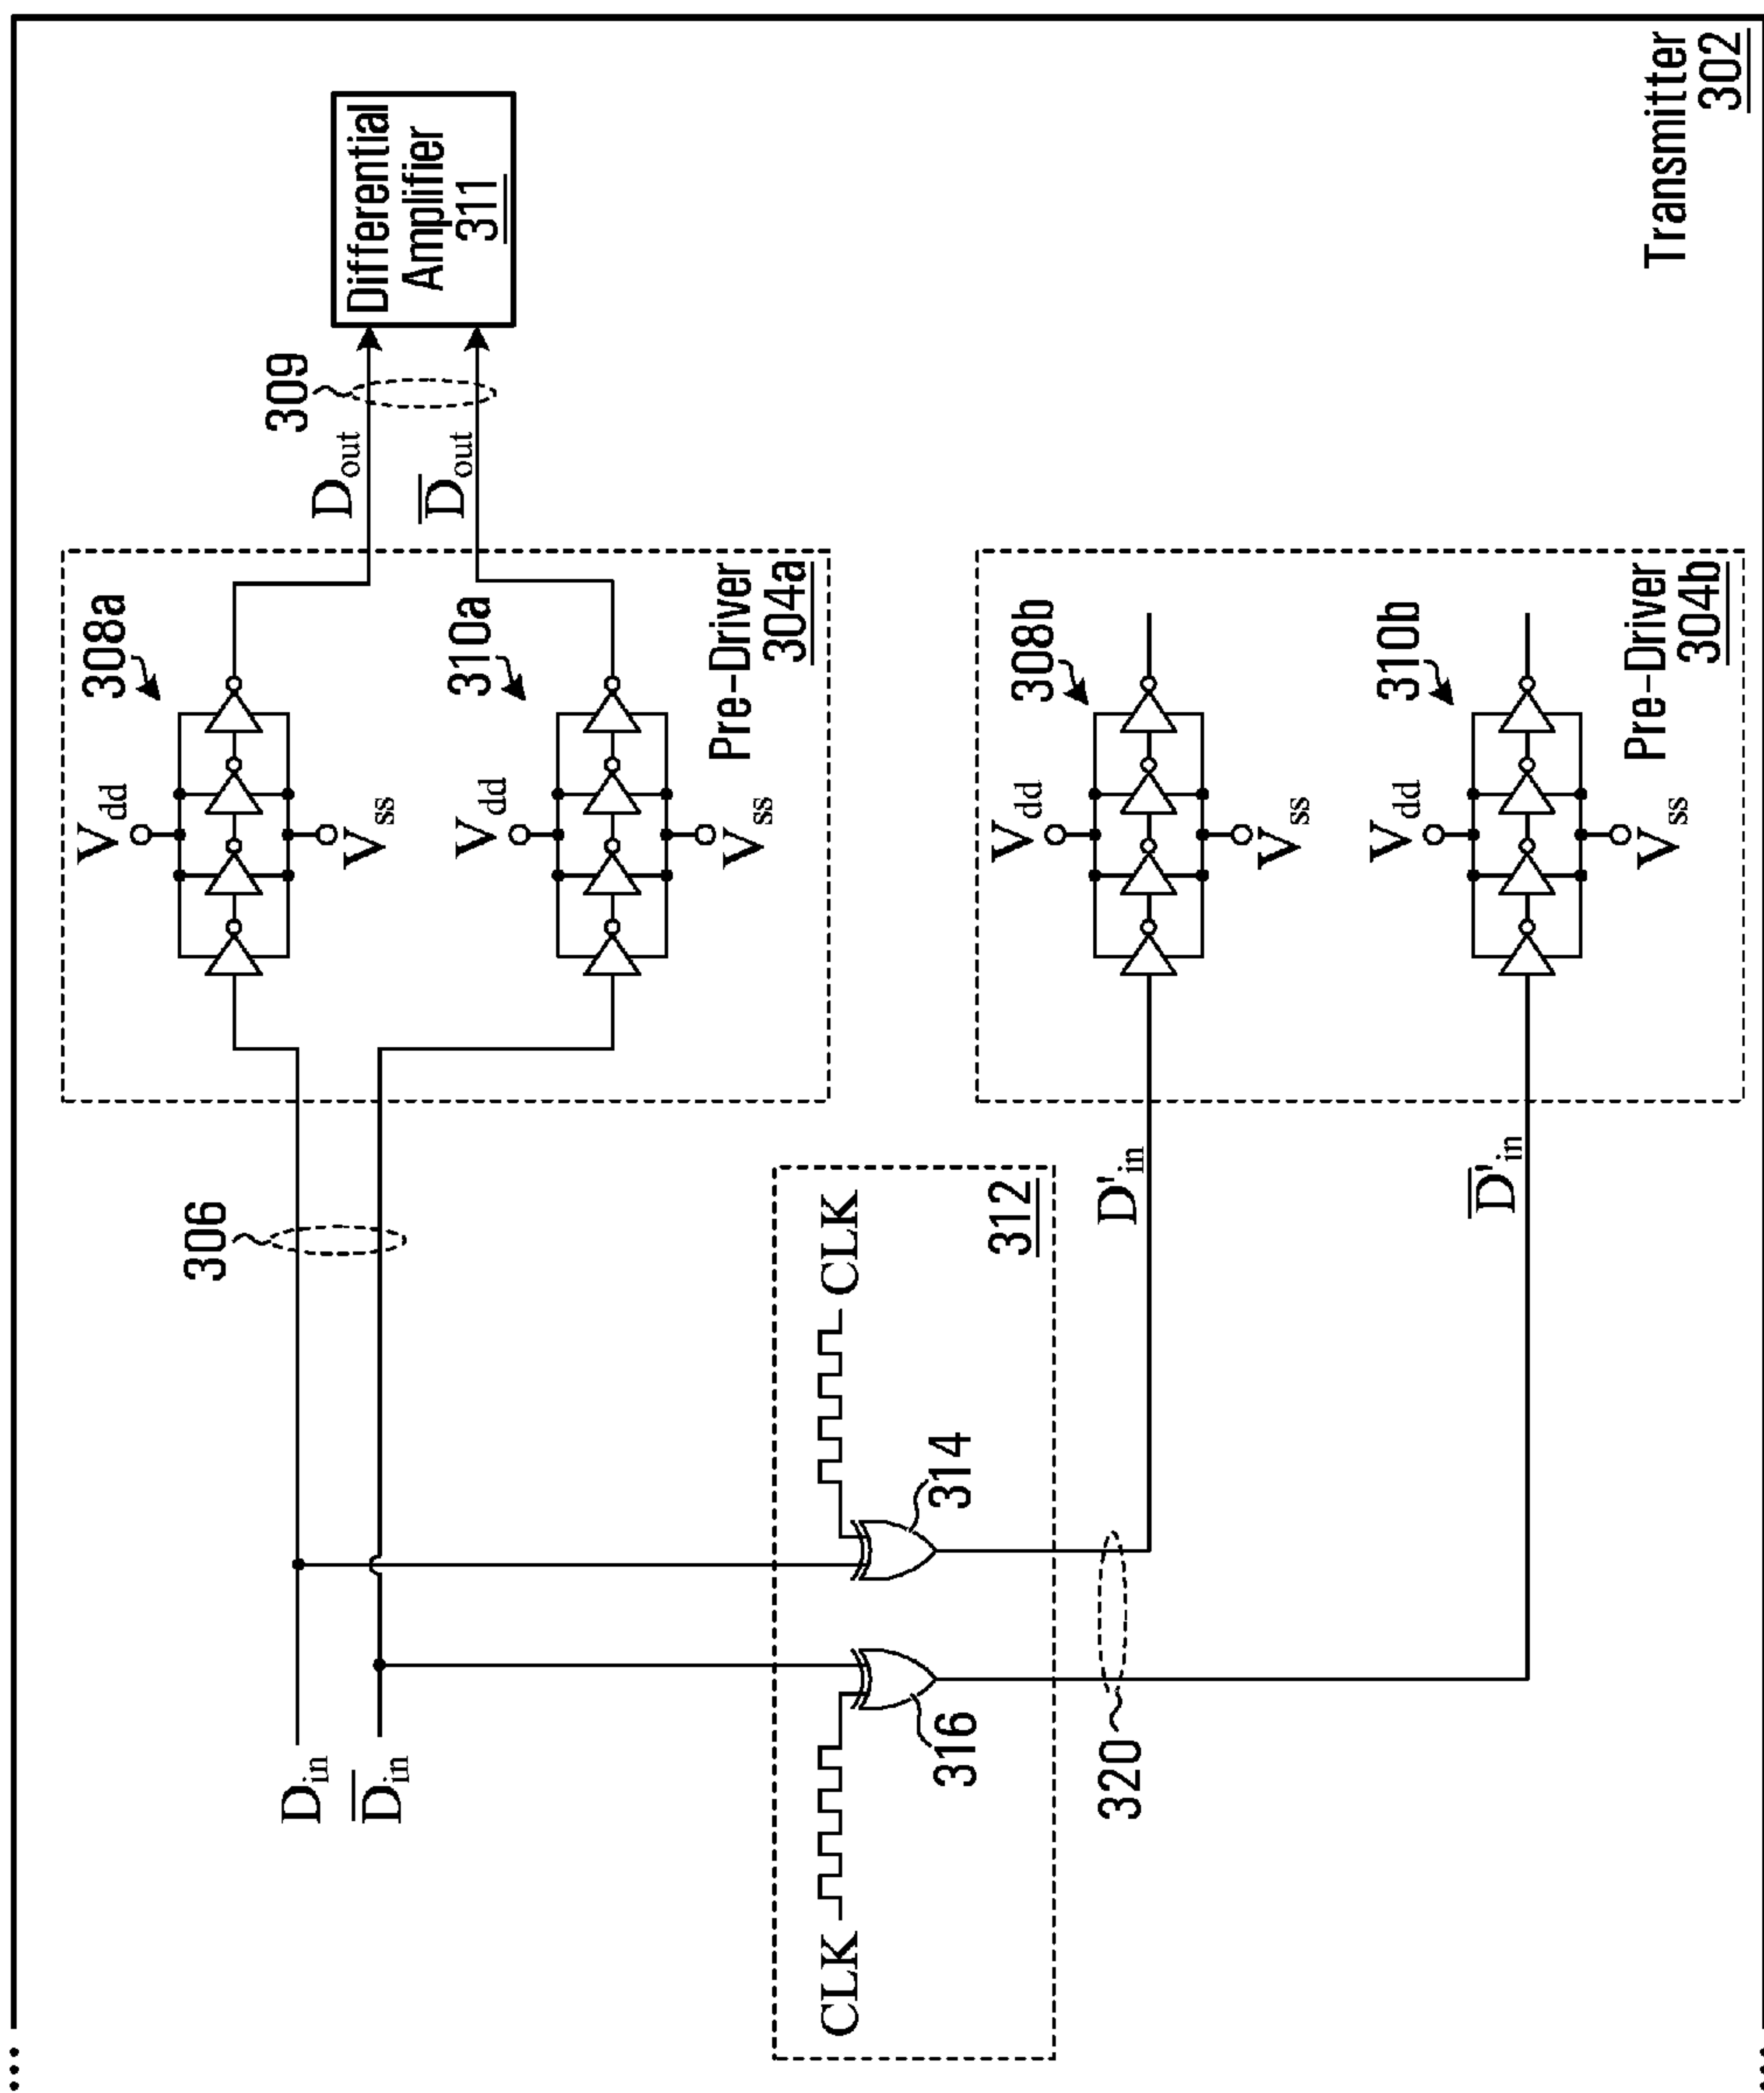 308a
V_dd
V_ss
310a
V_dd
V_ss
Pre-Driver
304a
309
D_out
D̅_out
Differential
Amplifier
311
306
D_in
D̅_in
CLK
CLK
316
314
312
320
D'_in
D̅'_in
308b
V_dd
V_ss
310b
V_dd
V_ss
Pre-Driver
304b
Transmitter
302